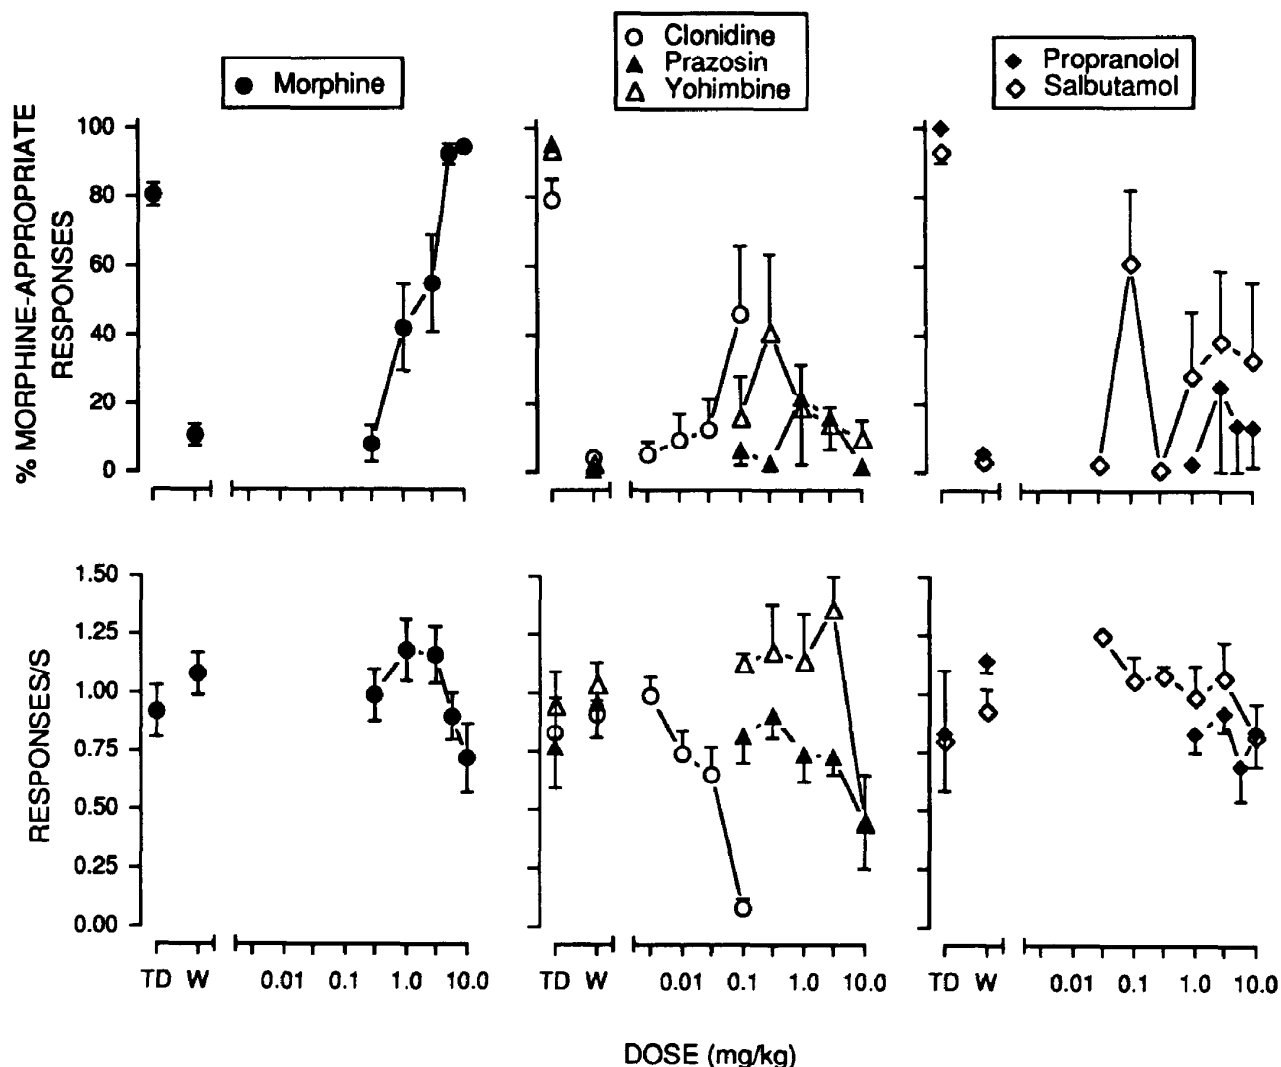 Morphine
Clonidine
Prazosin
Yohimbine
Propranolol
Salbutamol
% MORPHINE-APPROPRIATE
RESPONSES
100
80
60
40
20
0
RESPONSES/S
1.50
1.25
1.00
0.75
0.50
0.25
0.00
TD W 0.01 0.1 1.0 10.0
TD W 0.01 0.1 1.0 10.0
TD W 0.01 0.1 1.0 10.0
DOSE (mg/kg)